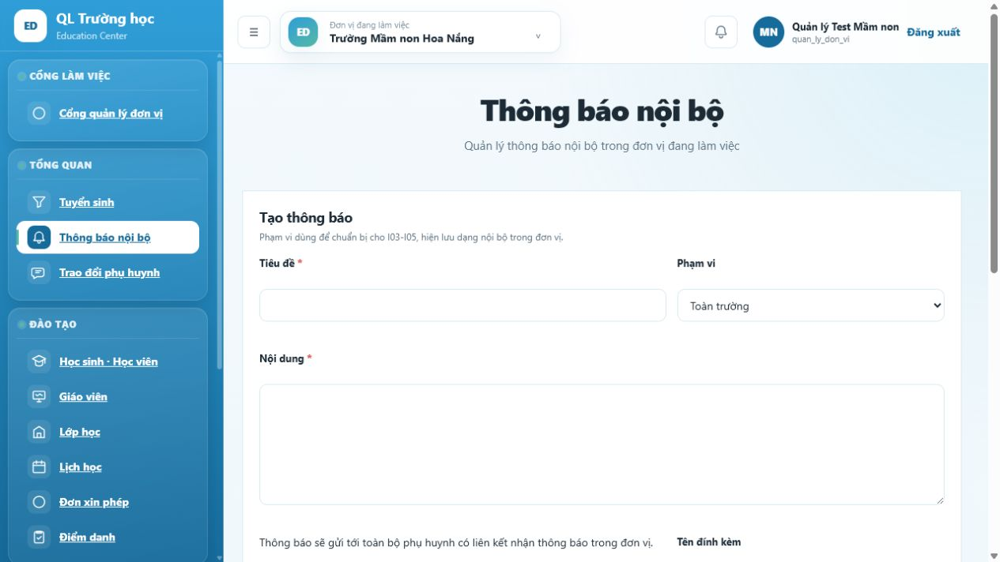 ED
QL Trường học
Education Center
CỔNG LÀM VIỆC
Cổng quản lý đơn vị
TỔNG QUAN
Tuyển sinh
Thông báo nội bộ
Trao đổi phụ huynh
ĐÀO TẠO
Học sinh · Học viên
Giáo viên
Lớp học
Lịch học
Đơn xin phép
Điểm danh
ED
Đơn vị đang làm việc
Trường Mầm non Hoa Nắng
v
MN
Quản lý Test Mầm non
quan_ly_don_vi
Đăng xuất
Thông báo nội bộ
Quản lý thông báo nội bộ trong đơn vị đang làm việc
Tạo thông báo
Phạm vi dùng để chuẩn bị cho I03-I05, hiện lưu dạng nội bộ trong đơn vị.
Tiêu đề *
Phạm vi
Toàn trường
Nội dung *
Thông báo sẽ gửi tới toàn bộ phụ huynh có liên kết nhận thông báo trong đơn vị.
Tên đính kèm